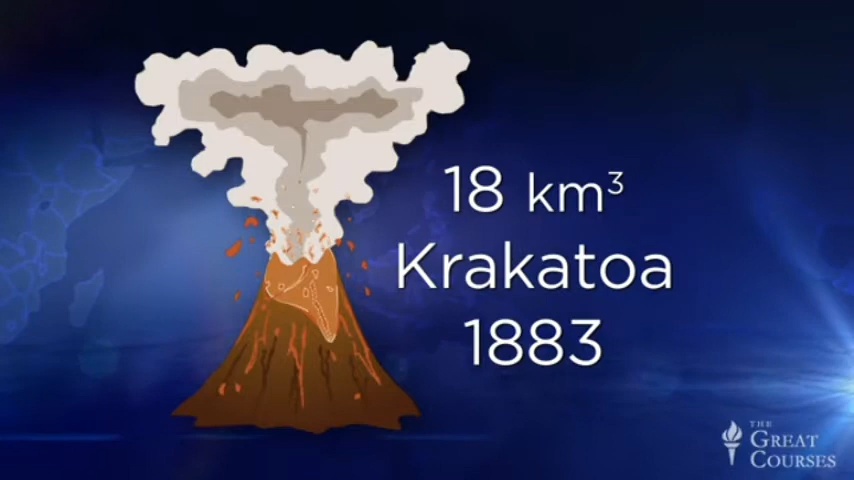 18 km³
Krakatoa
1883
THE
GREAT
COURSES